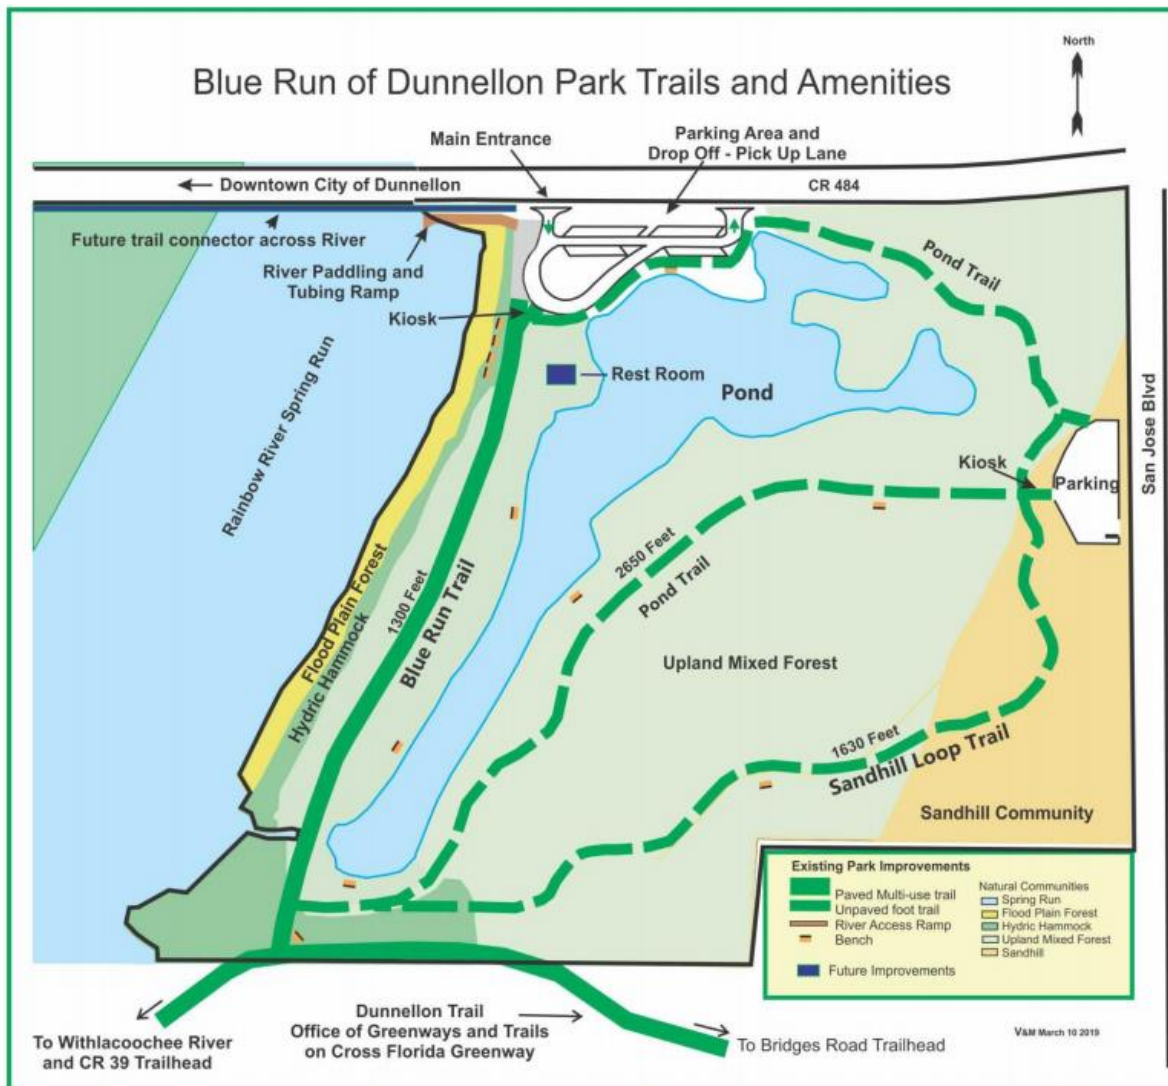 North
Blue Run of Dunnellon Park Trails and Amenities
Main Entrance
Parking Area and
Drop Off - Pick Up Lane
Downtown City of Dunnellon
CR 484
Future trail connector across River
River Paddling and
Tubing Ramp
Kiosk
Pond Trail
Rainbow River Spring Run
Rest Room
Pond
San Jose Blvd
Kiosk
Parking
Flood Plain Forest
Hydric Hammock
1300 Feet
Blue Run Trail
2650 Feet
Pond Trail
Upland Mixed Forest
1630 Feet
Sandhill Loop Trail
Sandhill Community
Existing Park Improvements
Paved Multi-use trail
Unpaved foot trail
River Access Ramp
Bench
Future Improvements
Natural Communities
Spring Run
Flood Plain Forest
Hydric Hammock
Upland Mixed Forest
Sandhill
To Withlacoochee River
and CR 39 Trailhead
Dunnellon Trail
Office of Greenways and Trails
on Cross Florida Greenway
To Bridges Road Trailhead
V&M March 10 2019